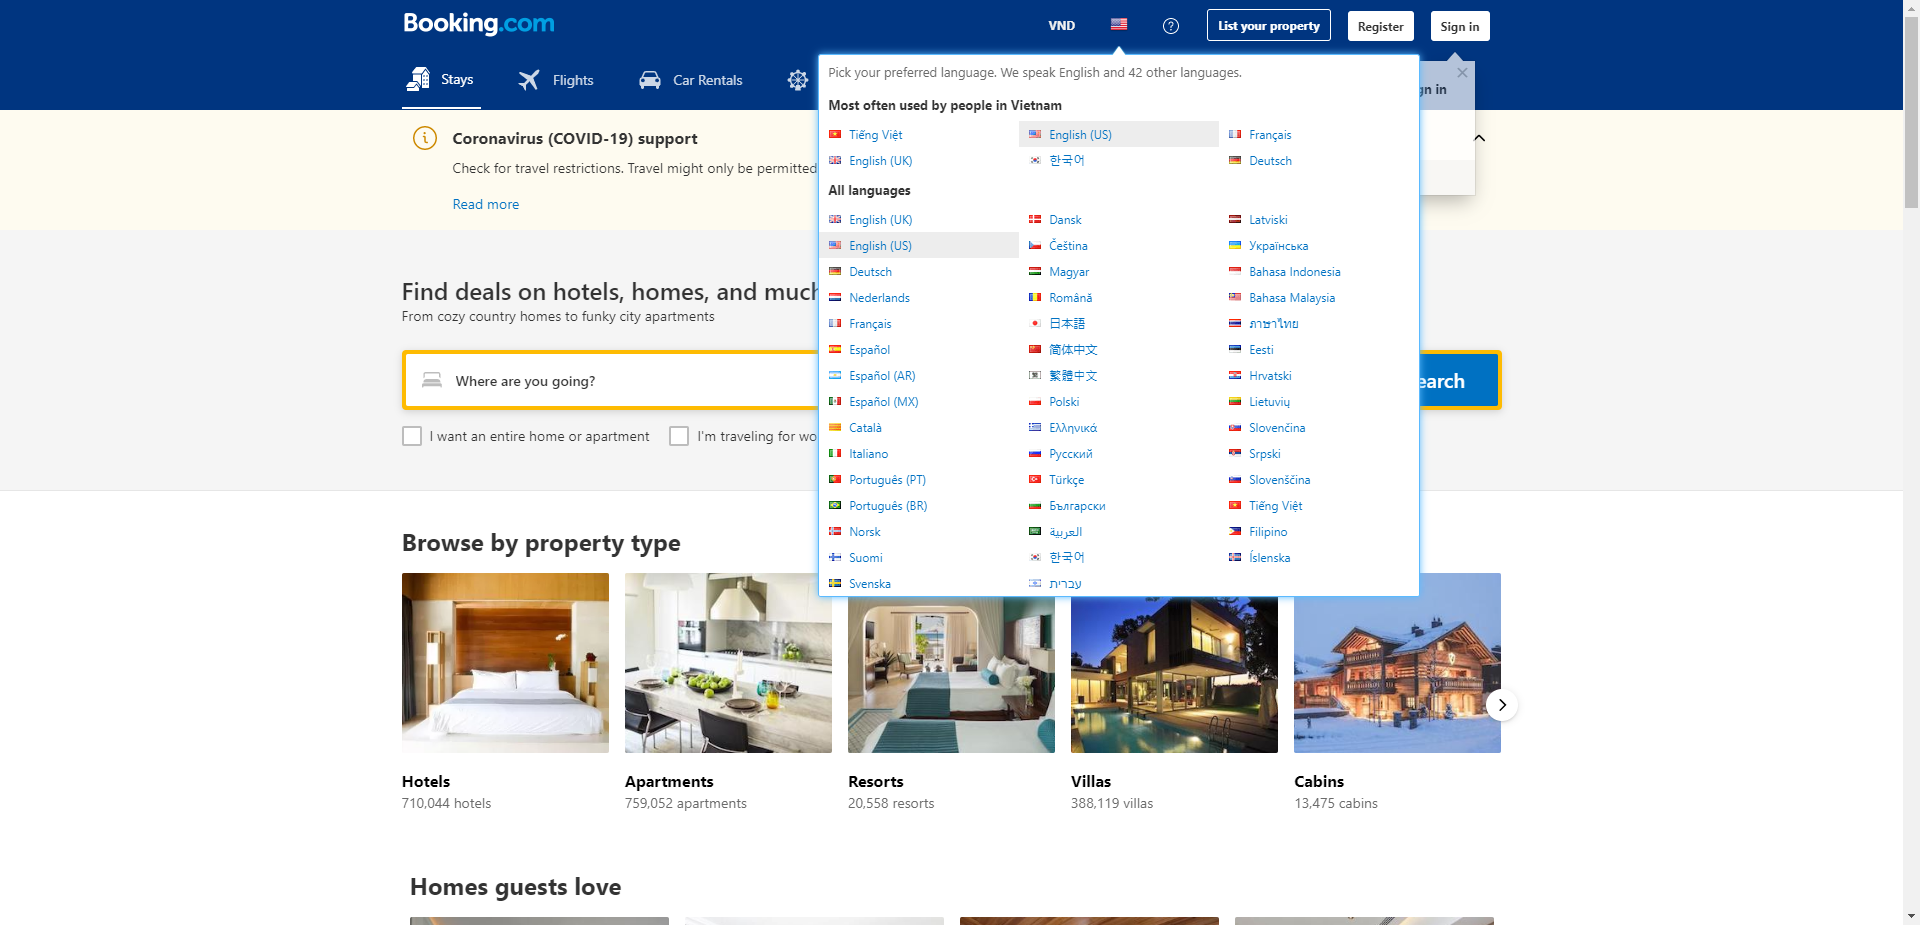 Booking.com
VND
List your property
Register
Sign in
Stays
Flights
Car Rentals
Pick your preferred language. We speak English and 42 other languages.
Most often used by people in Vietnam
Tiếng Việt
English (US)
Français
English (UK)
한국어
Deutsch
All languages
English (UK)
Dansk
Latviski
English (US)
Čeština
Українська
Deutsch
Magyar
Bahasa Indonesia
Nederlands
Română
Bahasa Malaysia
Français
日本語
ภาษาไทย
Español
简体中文
Eesti
Español (AR)
繁體中文
Hrvatski
Español (MX)
Polski
Lietuvių
Català
Ελληνικά
Slovenčina
Italiano
Русский
Srpski
Português (PT)
Türkçe
Slovenščina
Português (BR)
Български
Tiếng Việt
Norsk
العربية
Filipino
Suomi
한국어
Íslenska
Svenska
עברית
gn in
Coronavirus (COVID-19) support
Check for travel restrictions. Travel might only be permitted
Read more
Find deals on hotels, homes, and much
From cozy country homes to funky city apartments
Where are you going?
earch
I want an entire home or apartment
I'm traveling for wo
Browse by property type
Hotels
710,044 hotels
Apartments
759,052 apartments
Resorts
20,558 resorts
Villas
388,119 villas
Cabins
13,475 cabins
Homes guests love